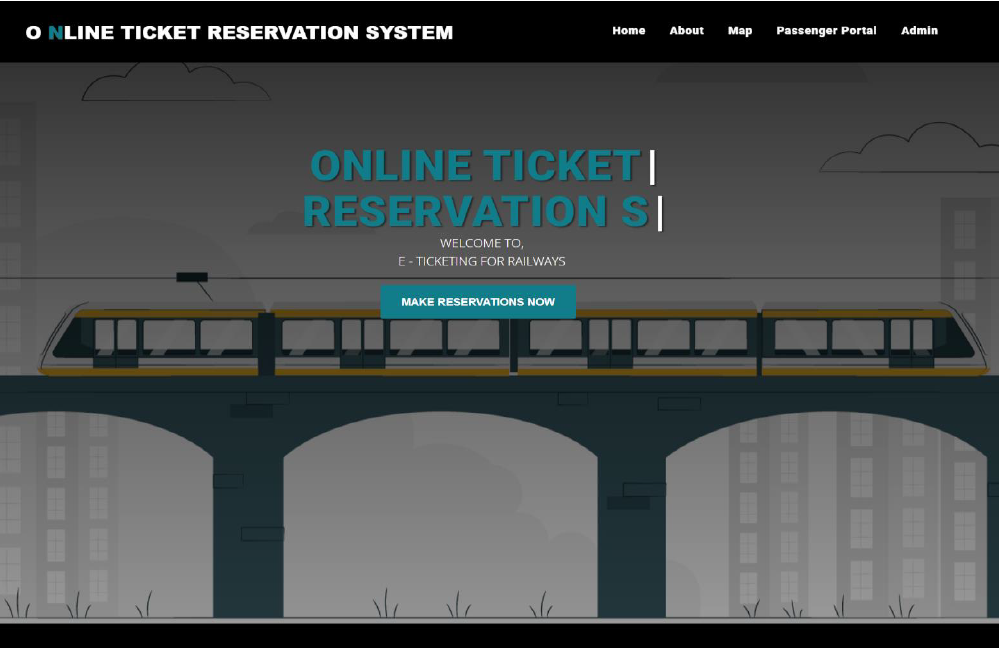 O NLINE TICKET RESERVATION SYSTEM
Home About Map Passenger Portal Admin
ONLINE TICKET|
RESERVATION S|
WELCOME TO,
E - TICKETING FOR RAILWAYS
MAKE RESERVATIONS NOW